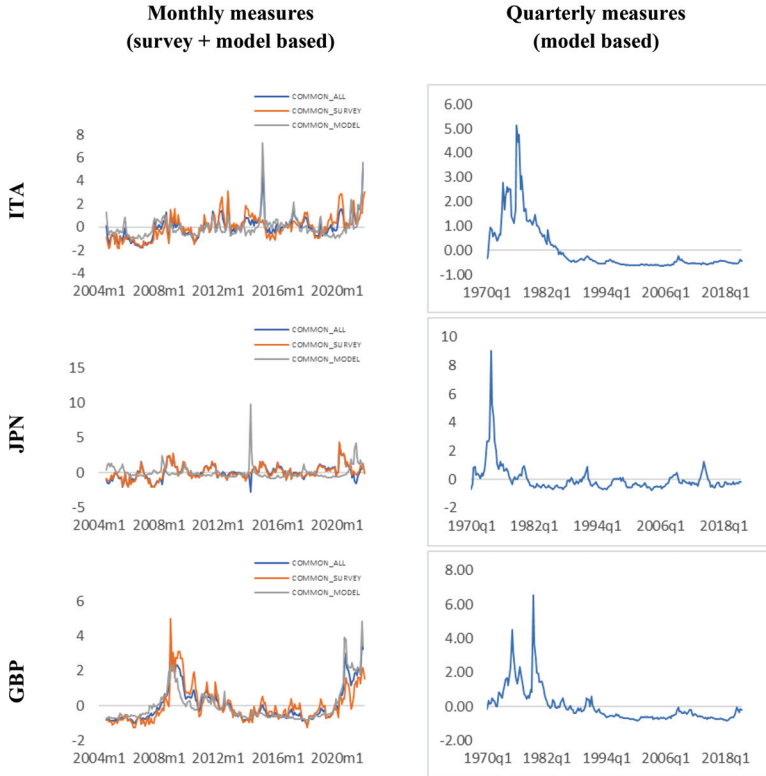 Monthly measures
(survey + model based)
Quarterly measures
(model based)
ITA
COMMON_ALL
COMMON_SURVEY
COMMON_MODEL
8
6
4
2
0
-2
-4
2004m1 2008m1 2012m1 2016m1 2020m1
6.00
5.00
4.00
3.00
2.00
1.00
-0.00
-1.00
1970q1 1982q1 1994q1 2006q1 2018q1
JPN
COMMON_ALL
COMMON_SURVEY
COMMON_MODEL
15
10
5
0
-5
2004m1 2008m1 2012m1 2016m1 2020m1
10
8
6
4
2
0
-2
1970q1 1982q1 1994q1 2006q1 2018q1
GBP
COMMON_ALL
COMMON_SURVEY
COMMON_MODEL
6
4
2
0
-2
2004m1 2008m1 2012m1 2016m1 2020m1
8.00
6.00
4.00
2.00
-0.00
-2.00
1970q1 1982q1 1994q1 2006q1 2018q1